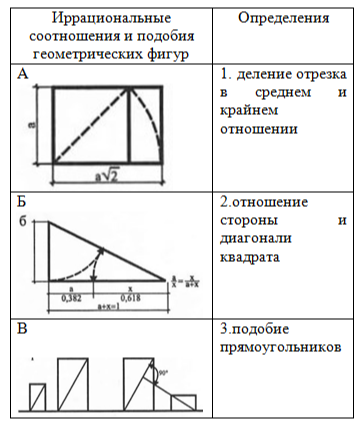 Иррациональные
соотношения и подобия
геометрических фигур
Определения
А
a
a√2
1. деление отрезка
в среднем и
крайнем
отношении
Б
б
a x
0,382 0,618
a+x=1
a/x = x/a+x
2.отношение
стороны и
диагонали
квадрата
В
90°
3.подобие
прямоугольников